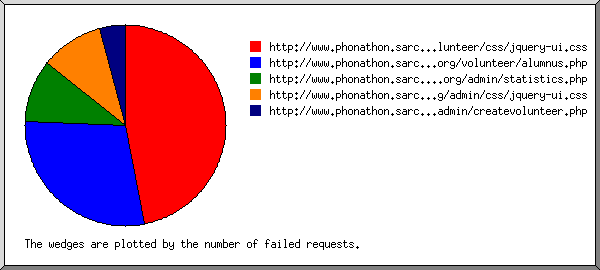 http://www.phonathon.sarc...lunteer/css/jquery-ui.css
http://www.phonathon.sarc...org/volunteer/alumnus.php
http://www.phonathon.sarc....org/admin/statistics.php
http://www.phonathon.sarc...g/admin/css/jquery-ui.css
http://www.phonathon.sarc...admin/createvolunteer.php
The wedges are plotted by the number of failed requests.